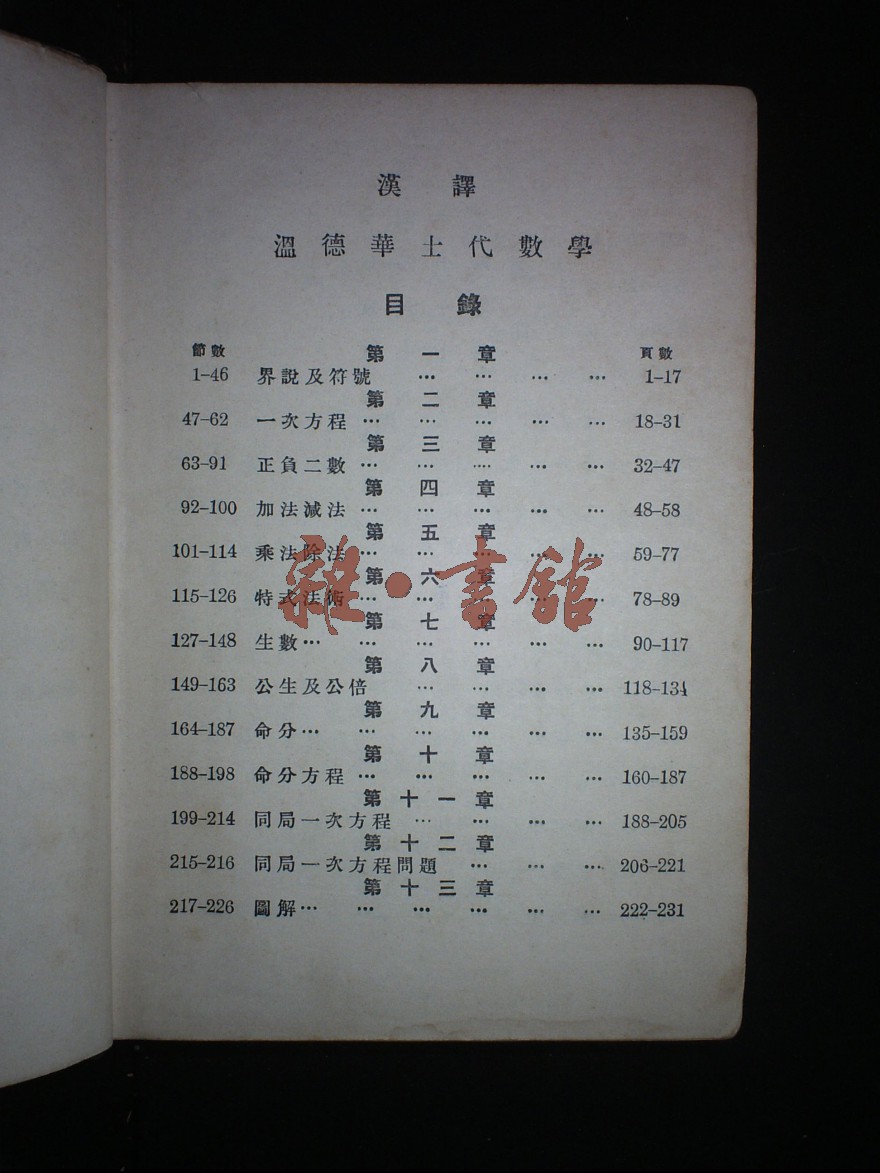 漢譯
溫德華士代數學
目錄
節數 第一章 頁數
1-46 界說及符號 … … … … 1-17
第二章
47-62 一次方程 … … … … … 18-31
第三章
63-91 正負二數 … … … … … 32-47
第四章
92-100 加法減法 … … … … … 48-58
第五章
101-114 乘法除法 … … … … … 59-77
第六章
115-126 特式法術 … … … … … 78-89
第七章
127-148 生數 … … … … … … 90-117
第八章
149-163 公生及公倍 … … … … 118-134
第九章
164-187 命分 … … … … … … 135-159
第十章
188-198 命分方程 … … … … … 160-187
第十一章
199-214 同局一次方程 … … … … 188-205
第十二章
215-216 同局一次方程問題 … … … 206-221
第十三章
217-226 圖解 … … … … … … 222-231
雜·書館